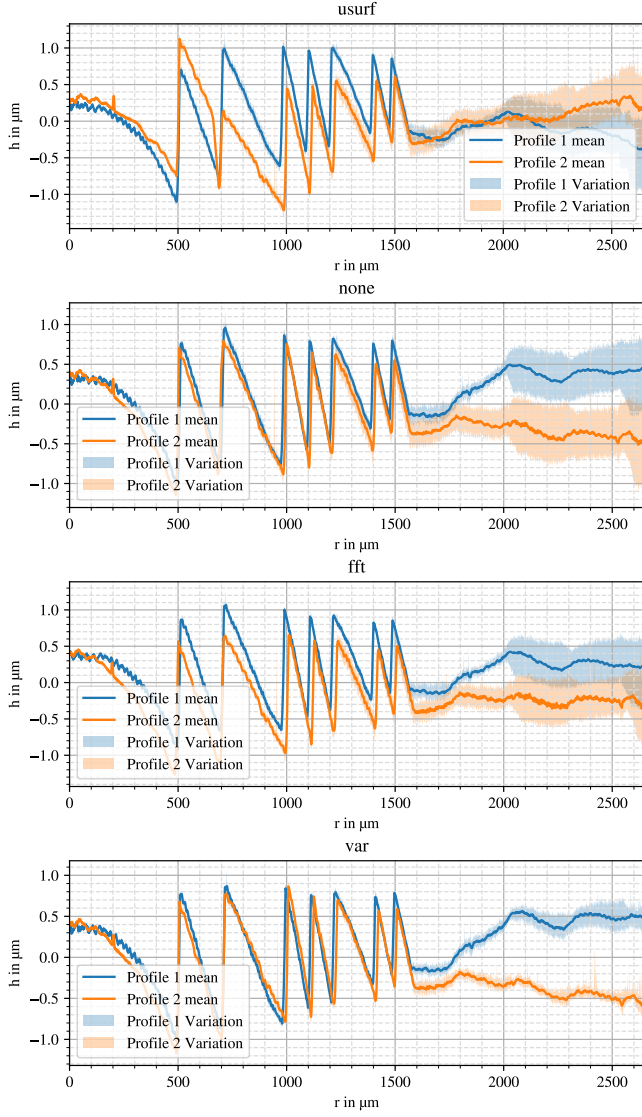 usurf
1.0
0.5
0.0
−0.5
−1.0
h in µm
0
500
1000
1500
2000
2500
r in µm
Profile 1 mean
Profile 2 mean
Profile 1 Variation
Profile 2 Variation
none
1.0
0.5
0.0
−0.5
−1.0
h in µm
0
500
1000
1500
2000
2500
r in µm
Profile 1 mean
Profile 2 mean
Profile 1 Variation
Profile 2 Variation
fft
1.0
0.5
0.0
−0.5
−1.0
h in µm
0
500
1000
1500
2000
2500
r in µm
Profile 1 mean
Profile 2 mean
Profile 1 Variation
Profile 2 Variation
var
1.0
0.5
0.0
−0.5
−1.0
h in µm
0
500
1000
1500
2000
2500
r in µm
Profile 1 mean
Profile 2 mean
Profile 1 Variation
Profile 2 Variation